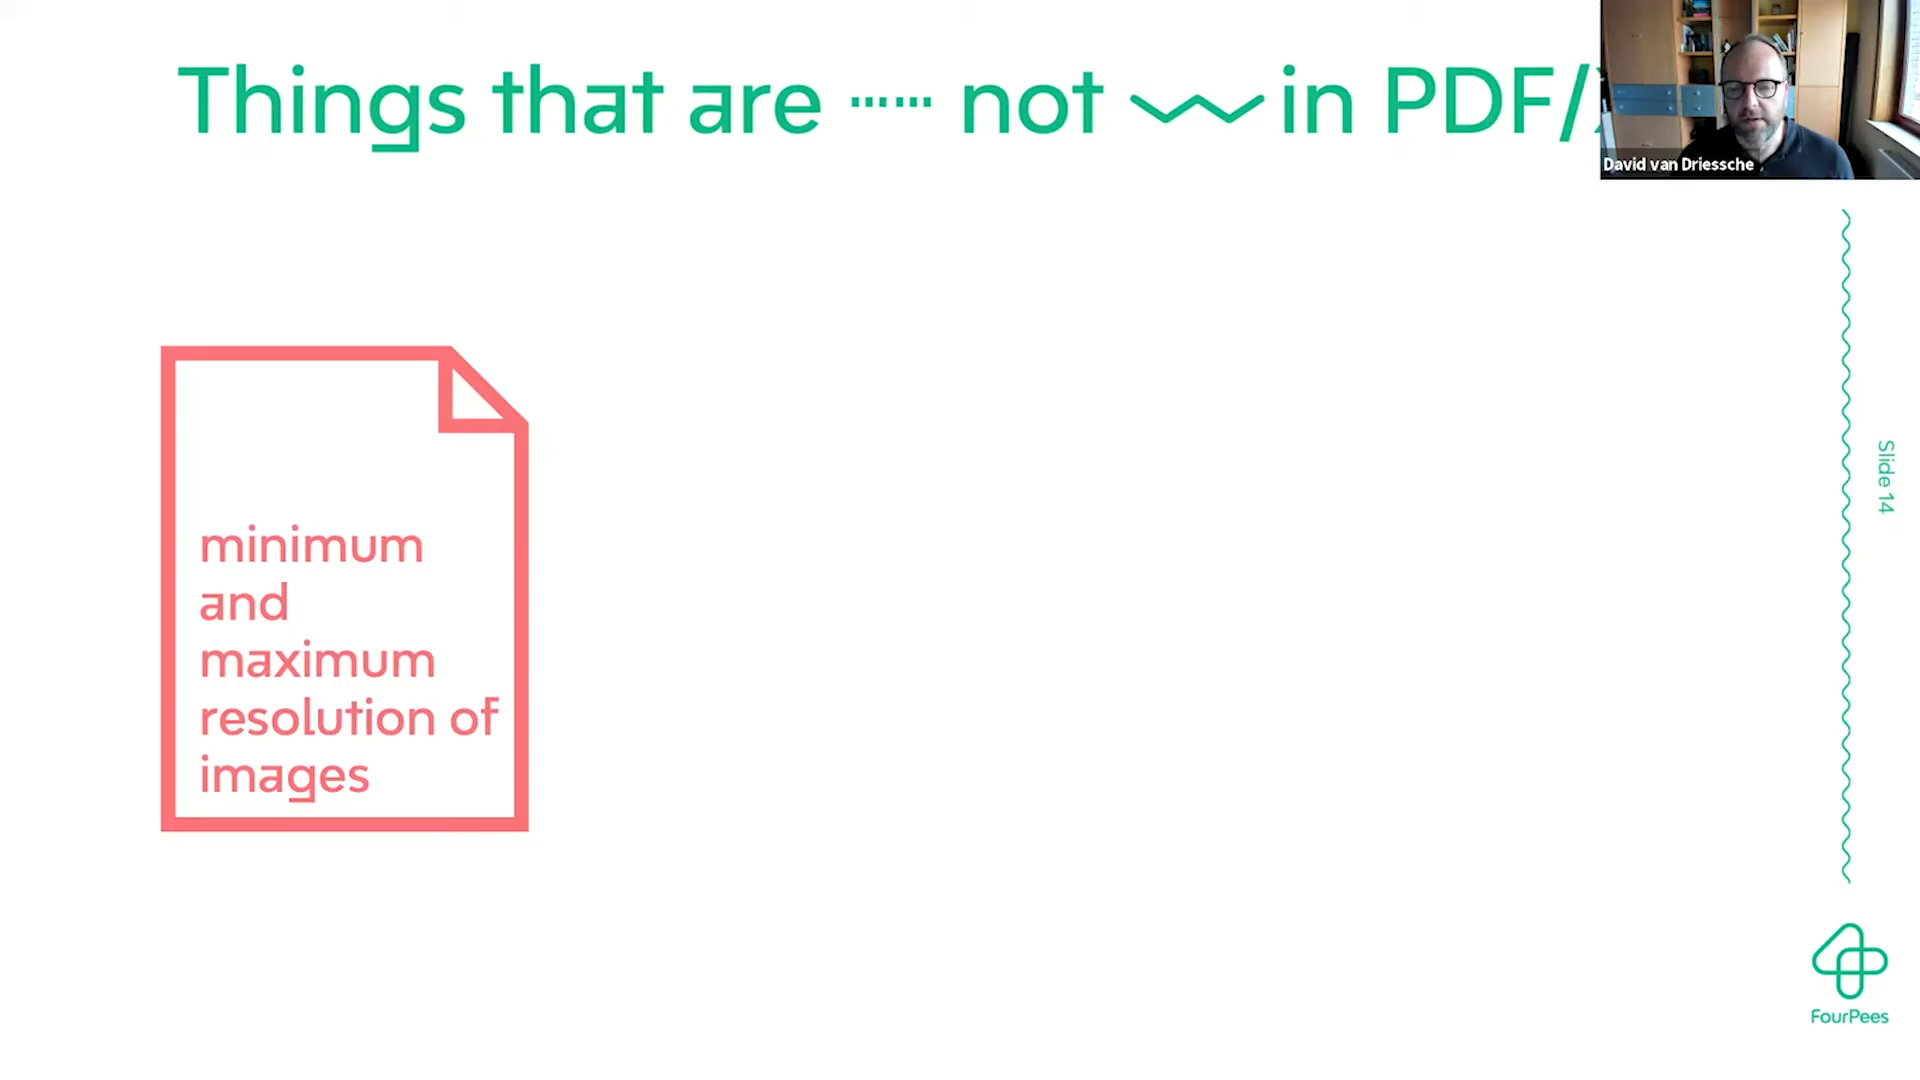 Things that are not in PDF/
David van Driessche
minimum
and
maximum
resolution of
images
Slide 14
FourPees